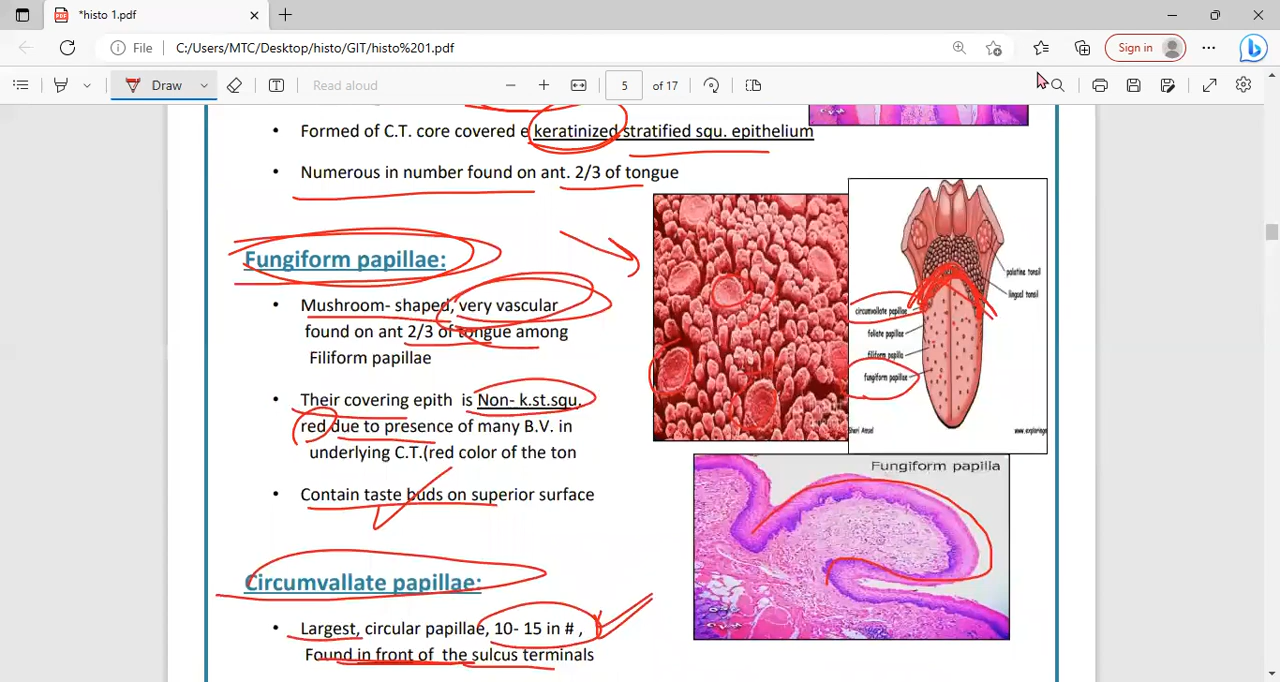 *histo 1.pdf
File C:/Users/MTC/Desktop/histo/GIT/histo%201.pdf
Sign in
Draw
Read aloud
5 of 17
• Formed of C.T. core covered e keratinized stratified squ. epithelium
• Numerous in number found on ant. 2/3 of tongue
Fungiform papillae:
• Mushroom- shaped, very vascular
found on ant 2/3 of tongue among
Filiform papillae
• Their covering epith is Non- k.st.squ,
red due to presence of many B.V. in
underlying C.T.(red color of the ton
• Contain taste buds on superior surface
palatine tonsil
lingual tonsil
circumvallate papillae
foliate papillae
filiform papilla
fungiform papillae
www.exploringn
Fungiform papilla
Circumvallate papillae:
• Largest, circular papillae, 10- 15 in # ,
Found in front of the sulcus terminals